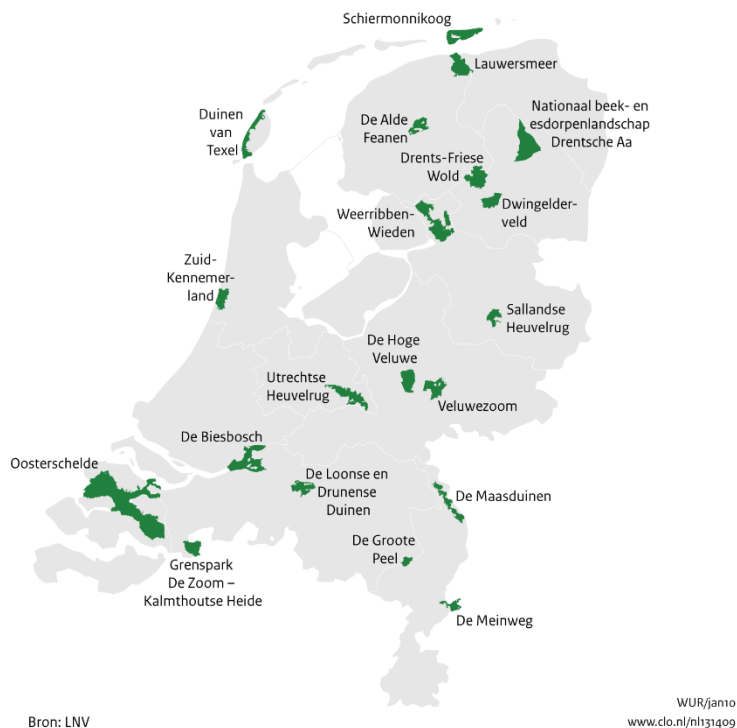 Schiermonnikoog
Lauwersmeer
Duinen
van
Texel
De Alde
Feanen
Nationaal beek- en
esdorpenlandschap
Drentsche Aa
Drents-Friese
Wold
Dwingelder-
veld
Weerribben-
Wieden
Zuid-
Kennemer-
land
Sallandse
Heuvelrug
De Hoge
Veluwe
Utrechtse
Heuvelrug
Veluwezoom
De Biesbosch
Oosterschelde
De Loonse en
Drunense
Duinen
De Maasduinen
De Groote
Peel
Grenspark
De Zoom –
Kalmthoutse Heide
De Meinweg
WUR/jan10
Bron: LNV
www.clo.nl/nl131409